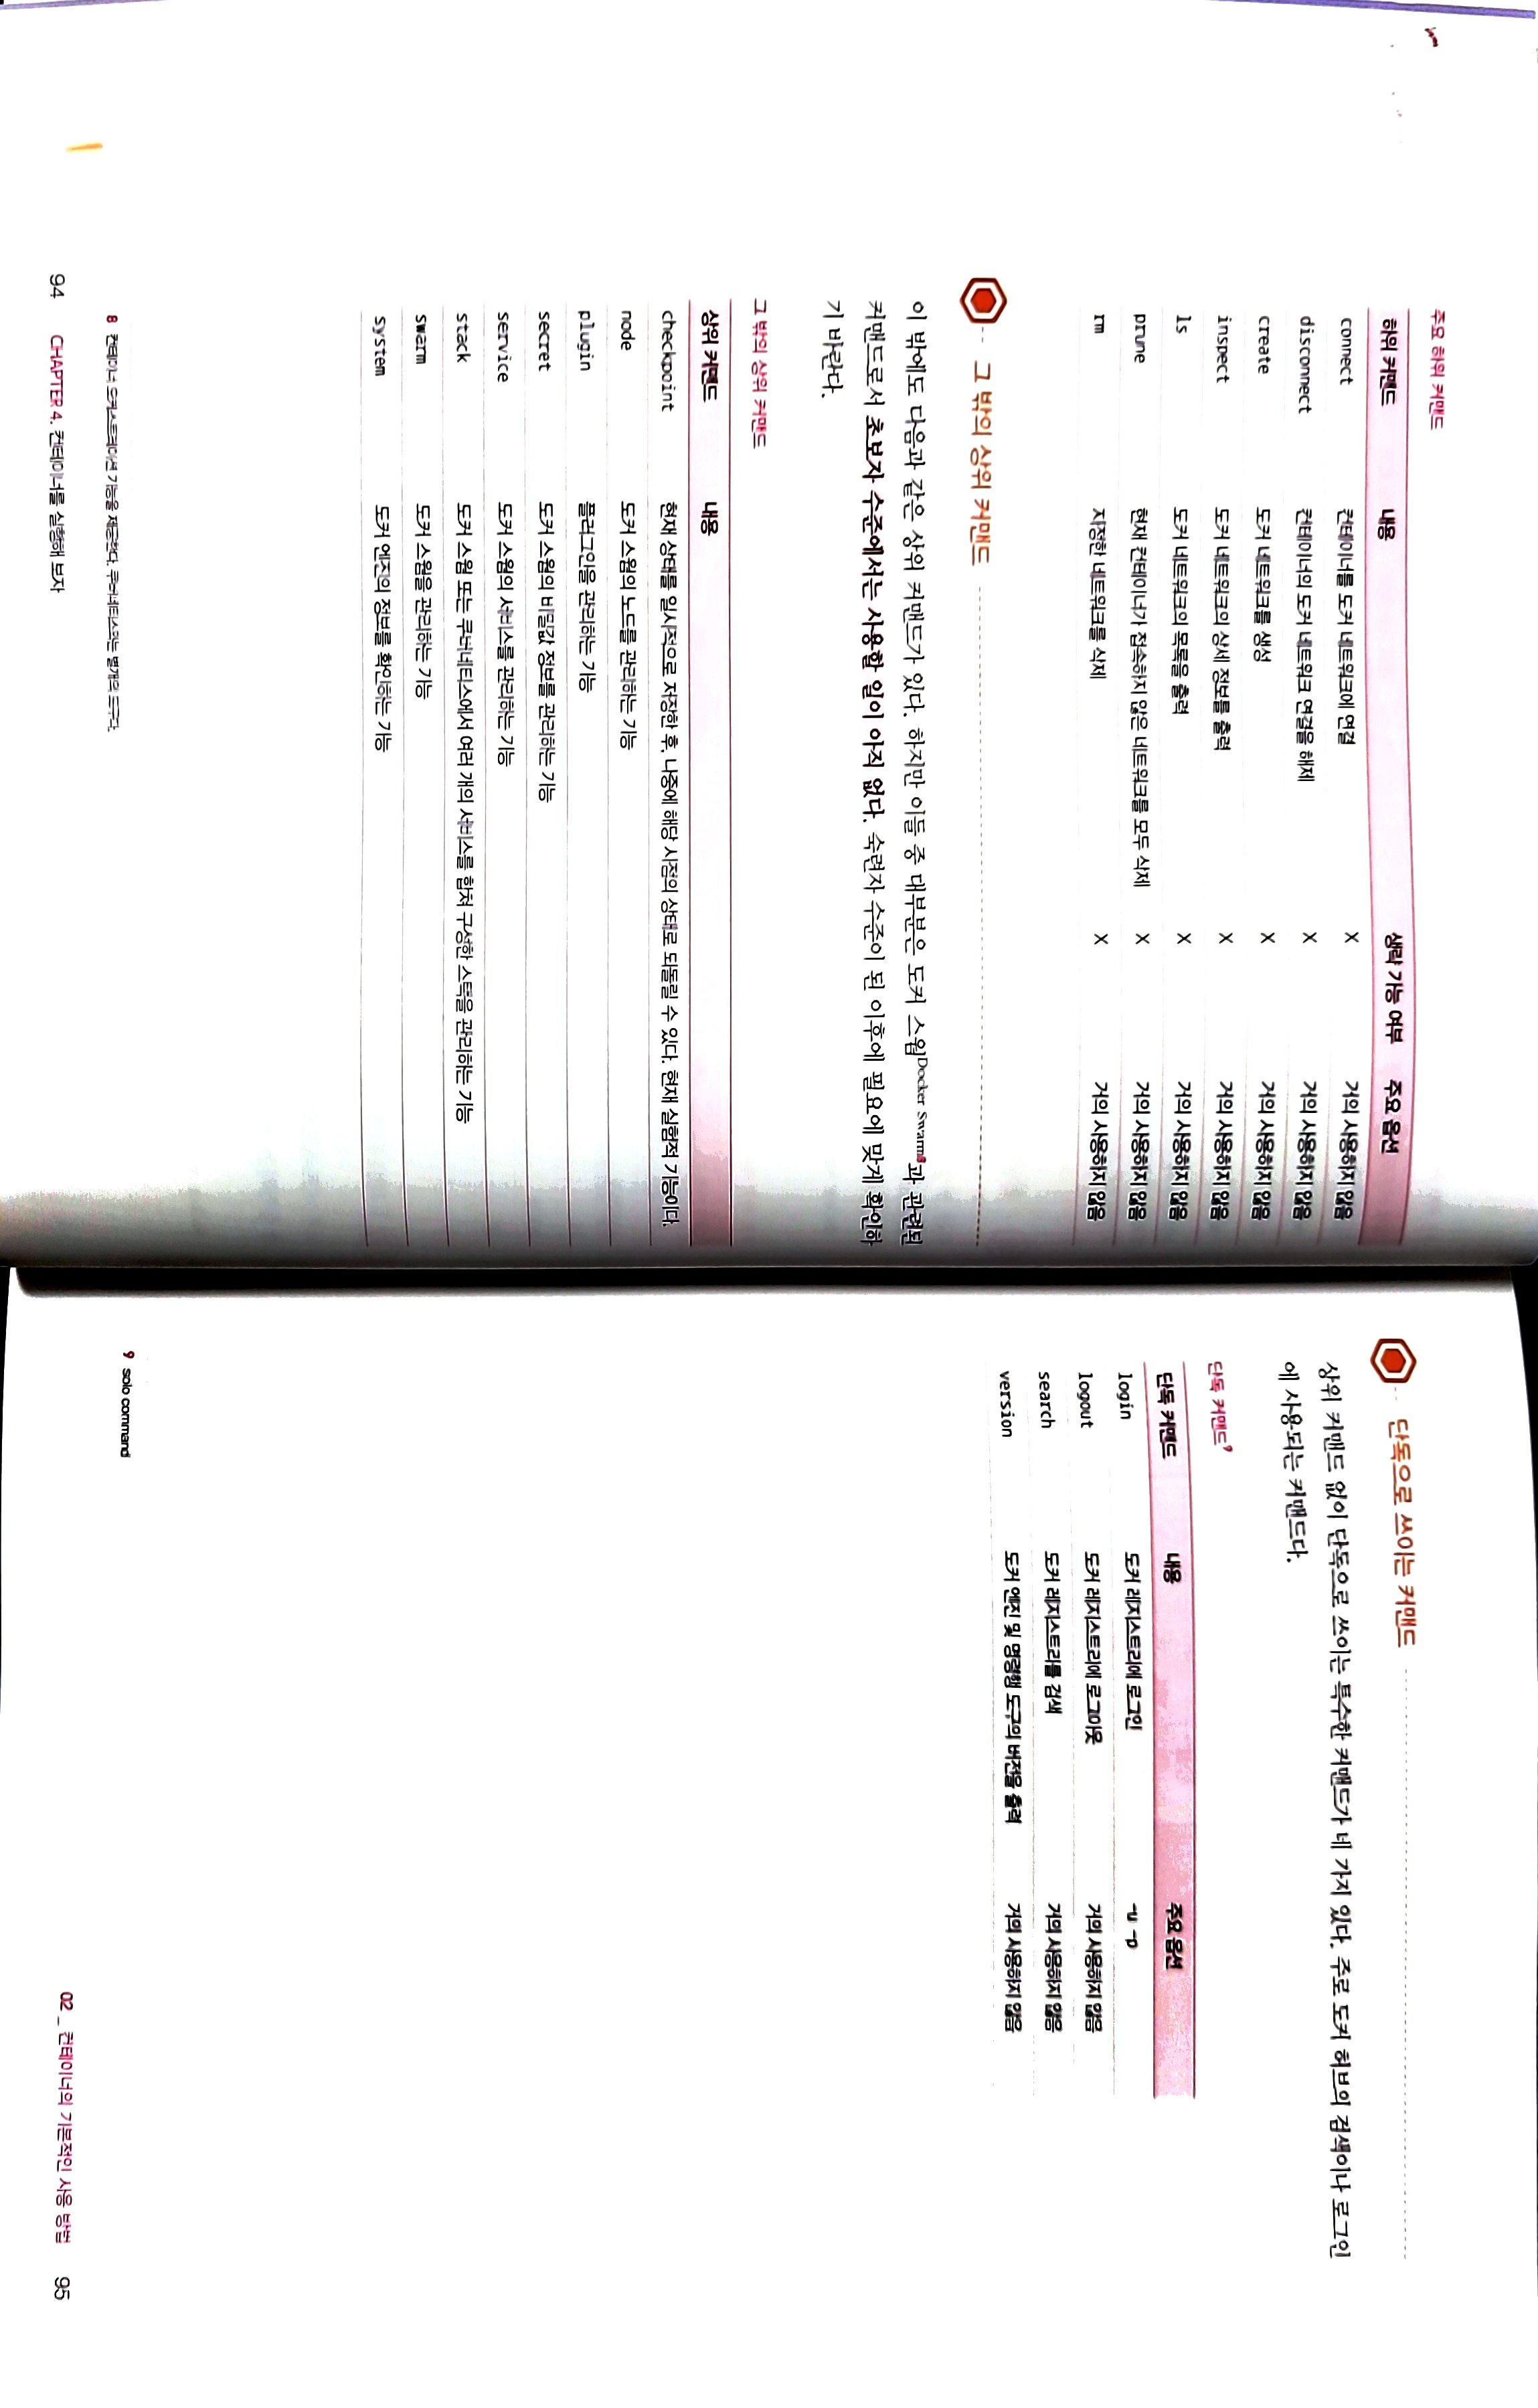 주요 하위 커맨드
하위 커맨드 내용 생략 가능 여부 주요 옵션
connect 컨테이너를 도커 네트워크에 연결 X 거의 사용하지 않음
disconnect 컨테이너의 도커 네트워크 연결을 해제 X 거의 사용하지 않음
create 도커 네트워크를 생성 X 거의 사용하지 않음
inspect 도커 네트워크의 상세 정보를 출력 X 거의 사용하지 않음
ls 도커 네트워크의 목록을 출력 X 거의 사용하지 않음
prune 현재 컨테이너가 접속하지 않은 네트워크를 모두 삭제 X 거의 사용하지 않음
rm 지정한 네트워크를 삭제 X 거의 사용하지 않음
그 밖의 상위 커맨드
이 밖에도 다음과 같은 상위 커맨드가 있다. 하지만 이들 중 대부분은 도커 스웜Docker Swarm8과 관련된
커맨드로서 초보자 수준에서는 사용할 일이 아직 없다. 숙련자 수준이 된 이후에 필요에 맞게 확인하
기 바란다.
그 밖의 상위 커맨드
상위 커맨드 내용
checkpoint 현재 상태를 일시적으로 저장한 후, 나중에 해당 시점의 상태로 되돌릴 수 있다. 현재 실험적 기능이다.
node 도커 스웜의 노드를 관리하는 기능
plugin 플러그인을 관리하는 기능
secret 도커 스웜의 비밀값 정보를 관리하는 기능
service 도커 스웜의 서비스를 관리하는 기능
stack 도커 스웜 또는 쿠버네티스에서 여러 개의 서비스를 합쳐 구성한 스택을 관리하는 기능
swarm 도커 스웜을 관리하는 기능
system 도커 엔진의 정보를 확인하는 기능
8 컨테이너 오케스트레이션 기능을 제공한다. 쿠버네티스와는 별개의 도구다.
94 CHAPTER 4. 컨테이너를 실행해 보자
단독으로 쓰이는 커맨드
상위 커맨드 없이 단독으로 쓰이는 특수한 커맨드가 네 가지 있다. 주로 도커 허브의 검색이나 로그인
에 사용되는 커맨드다.
단독 커맨드9
단독 커맨드 내용 주요 옵션
login 도커 레지스트리에 로그인 -u -p
logout 도커 레지스트리에 로그아웃 거의 사용하지 않음
search 도커 레지스트리를 검색 거의 사용하지 않음
version 도커 엔진 및 명령행 도구의 버전을 출력 거의 사용하지 않음
9 solo command
02 _ 컨테이너의 기본적인 사용 방법 95